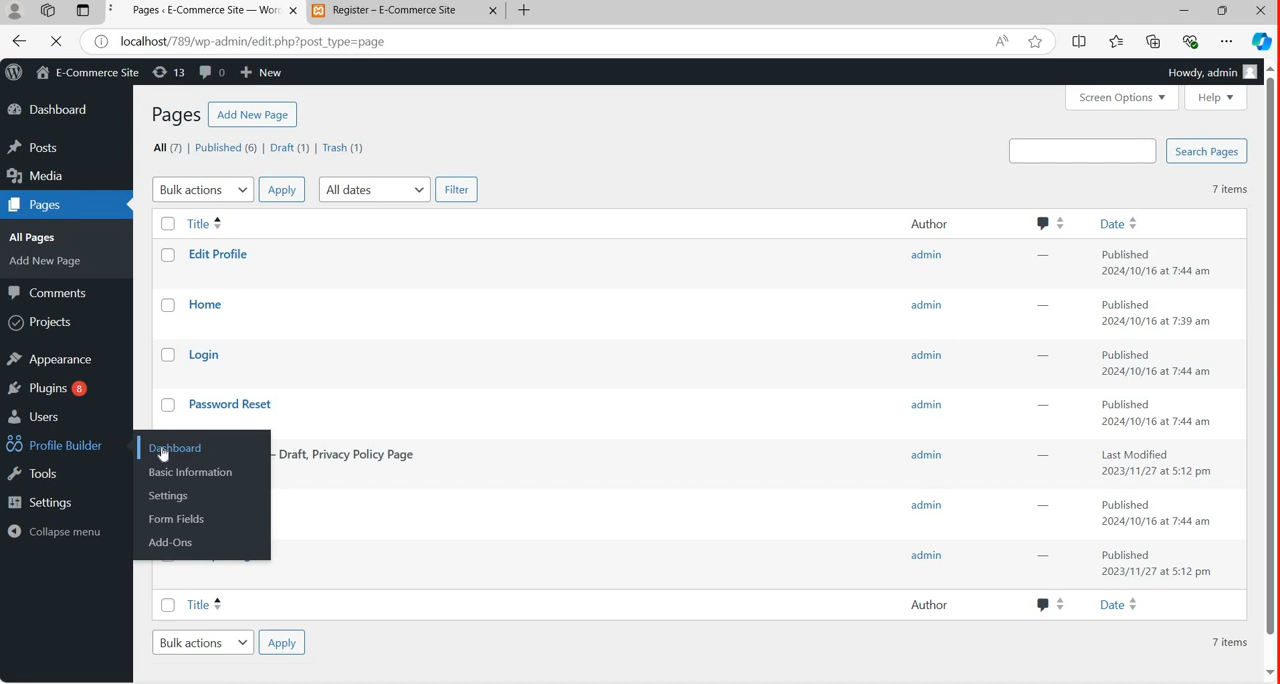 Pages ‹ E-Commerce Site — Wor
Register – E-Commerce Site
localhost/789/wp-admin/edit.php?post_type=page
E-Commerce Site
13
0
New
Howdy, admin
Dashboard
Posts
Media
Pages
All Pages
Add New Page
Comments
Projects
Appearance
Plugins 8
Users
Profile Builder
Tools
Settings
Collapse menu
Dashboard
Basic Information
Settings
Form Fields
Add-Ons
Screen Options
Help
Pages
Add New Page
All (7) | Published (6) | Draft (1) | Trash (1)
Search Pages
Bulk actions
Apply
All dates
Filter
7 items
Title
Author
Date
Edit Profile
admin
—
Published
2024/10/16 at 7:44 am
Home
admin
—
Published
2024/10/16 at 7:39 am
Login
admin
—
Published
2024/10/16 at 7:44 am
Password Reset
admin
—
Published
2024/10/16 at 7:44 am
– Draft, Privacy Policy Page
admin
—
Last Modified
2023/11/27 at 5:12 pm
admin
—
Published
2024/10/16 at 7:44 am
admin
—
Published
2023/11/27 at 5:12 pm
Title
Author
Date
Bulk actions
Apply
7 items